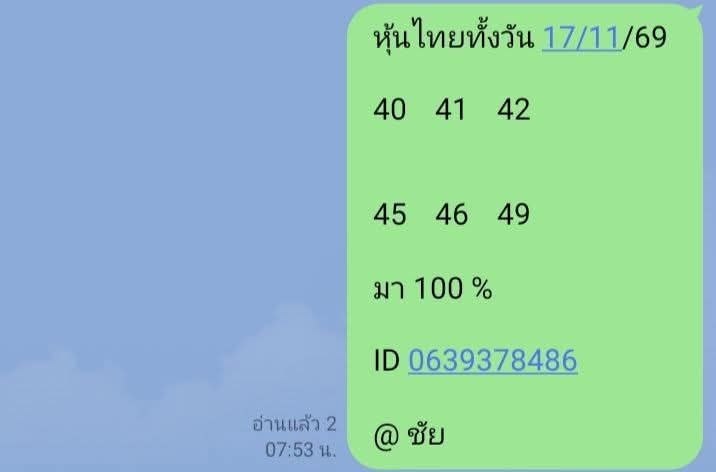 หุ้นไทยทั้งวัน 17/11/69
40 41 42
45 46 49
มา 100 %
ID 0639378486
@ ชัย
อ่านแล้ว 2
07:53 น.